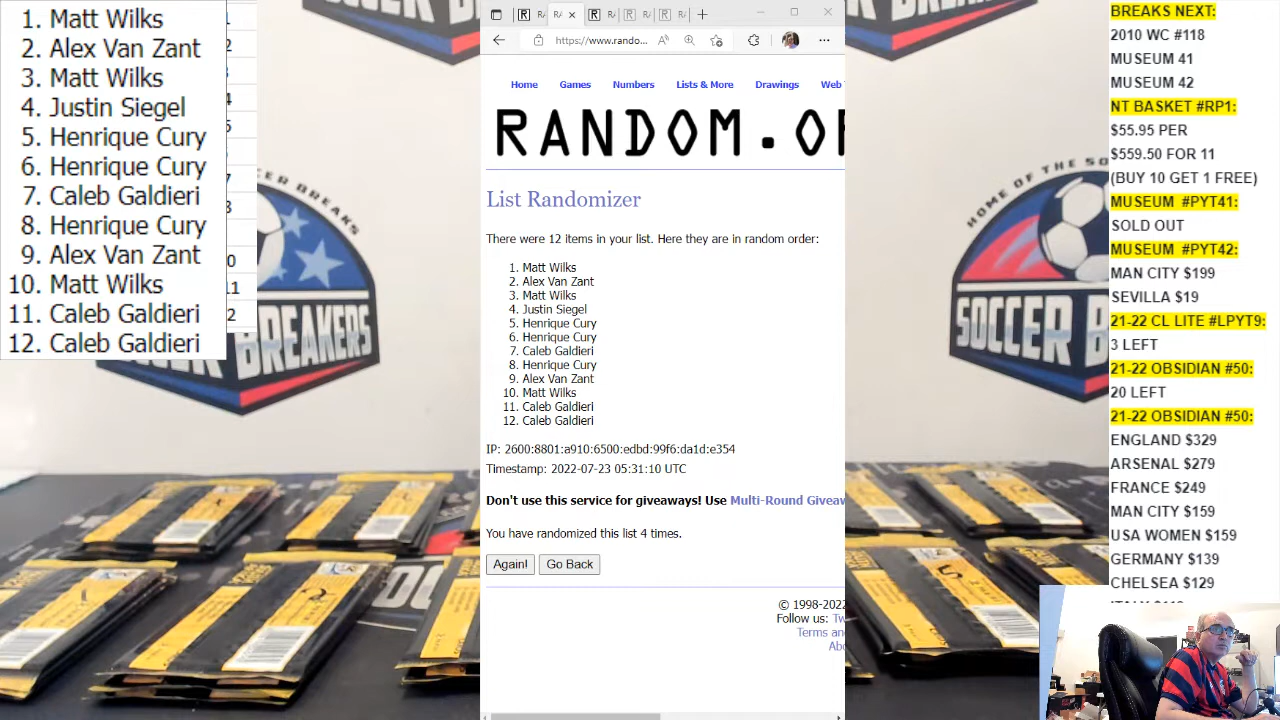 1. Matt Wilks
2. Alex Van Zant
3. Matt Wilks
4. Justin Siegel
5. Henrique Cury
6. Henrique Cury
7. Caleb Galdieri
8. Henrique Cury
9. Alex Van Zant
10. Matt Wilks
11. Caleb Galdieri
12. Caleb Galdieri
https://www.rando...
Home Games Numbers Lists & More Drawings Web
RANDOM.OR
List Randomizer
There were 12 items in your list. Here they are in random order:
1. Matt Wilks
2. Alex Van Zant
3. Matt Wilks
4. Justin Siegel
5. Henrique Cury
6. Henrique Cury
7. Caleb Galdieri
8. Henrique Cury
9. Alex Van Zant
10. Matt Wilks
11. Caleb Galdieri
12. Caleb Galdieri
IP: 2600:8801:a910:6500:edbd:99f6:da1d:e354
Timestamp: 2022-07-23 05:31:10 UTC
Don't use this service for giveaways! Use Multi-Round Giveaw
You have randomized this list 4 times.
Again! Go Back
© 1998-2022
Follow us: Tw
Terms an
Abo
BREAKS NEXT:
2010 WC #118
MUSEUM 41
MUSEUM 42
NT BASKET #RP1:
$55.95 PER
$559.50 FOR 11
(BUY 10 GET 1 FREE)
MUSEUM #PYT41:
SOLD OUT
MUSEUM #PYT42:
MAN CITY $199
SEVILLA $19
21-22 CL LITE #LPYT9:
3 LEFT
21-22 OBSIDIAN #50:
20 LEFT
21-22 OBSIDIAN #50:
ENGLAND $329
ARSENAL $279
FRANCE $249
MAN CITY $159
USA WOMEN $159
GERMANY $139
CHELSEA $129
HOME OF THE SO
SOCCER B
CER BREAKS
BREAKERS